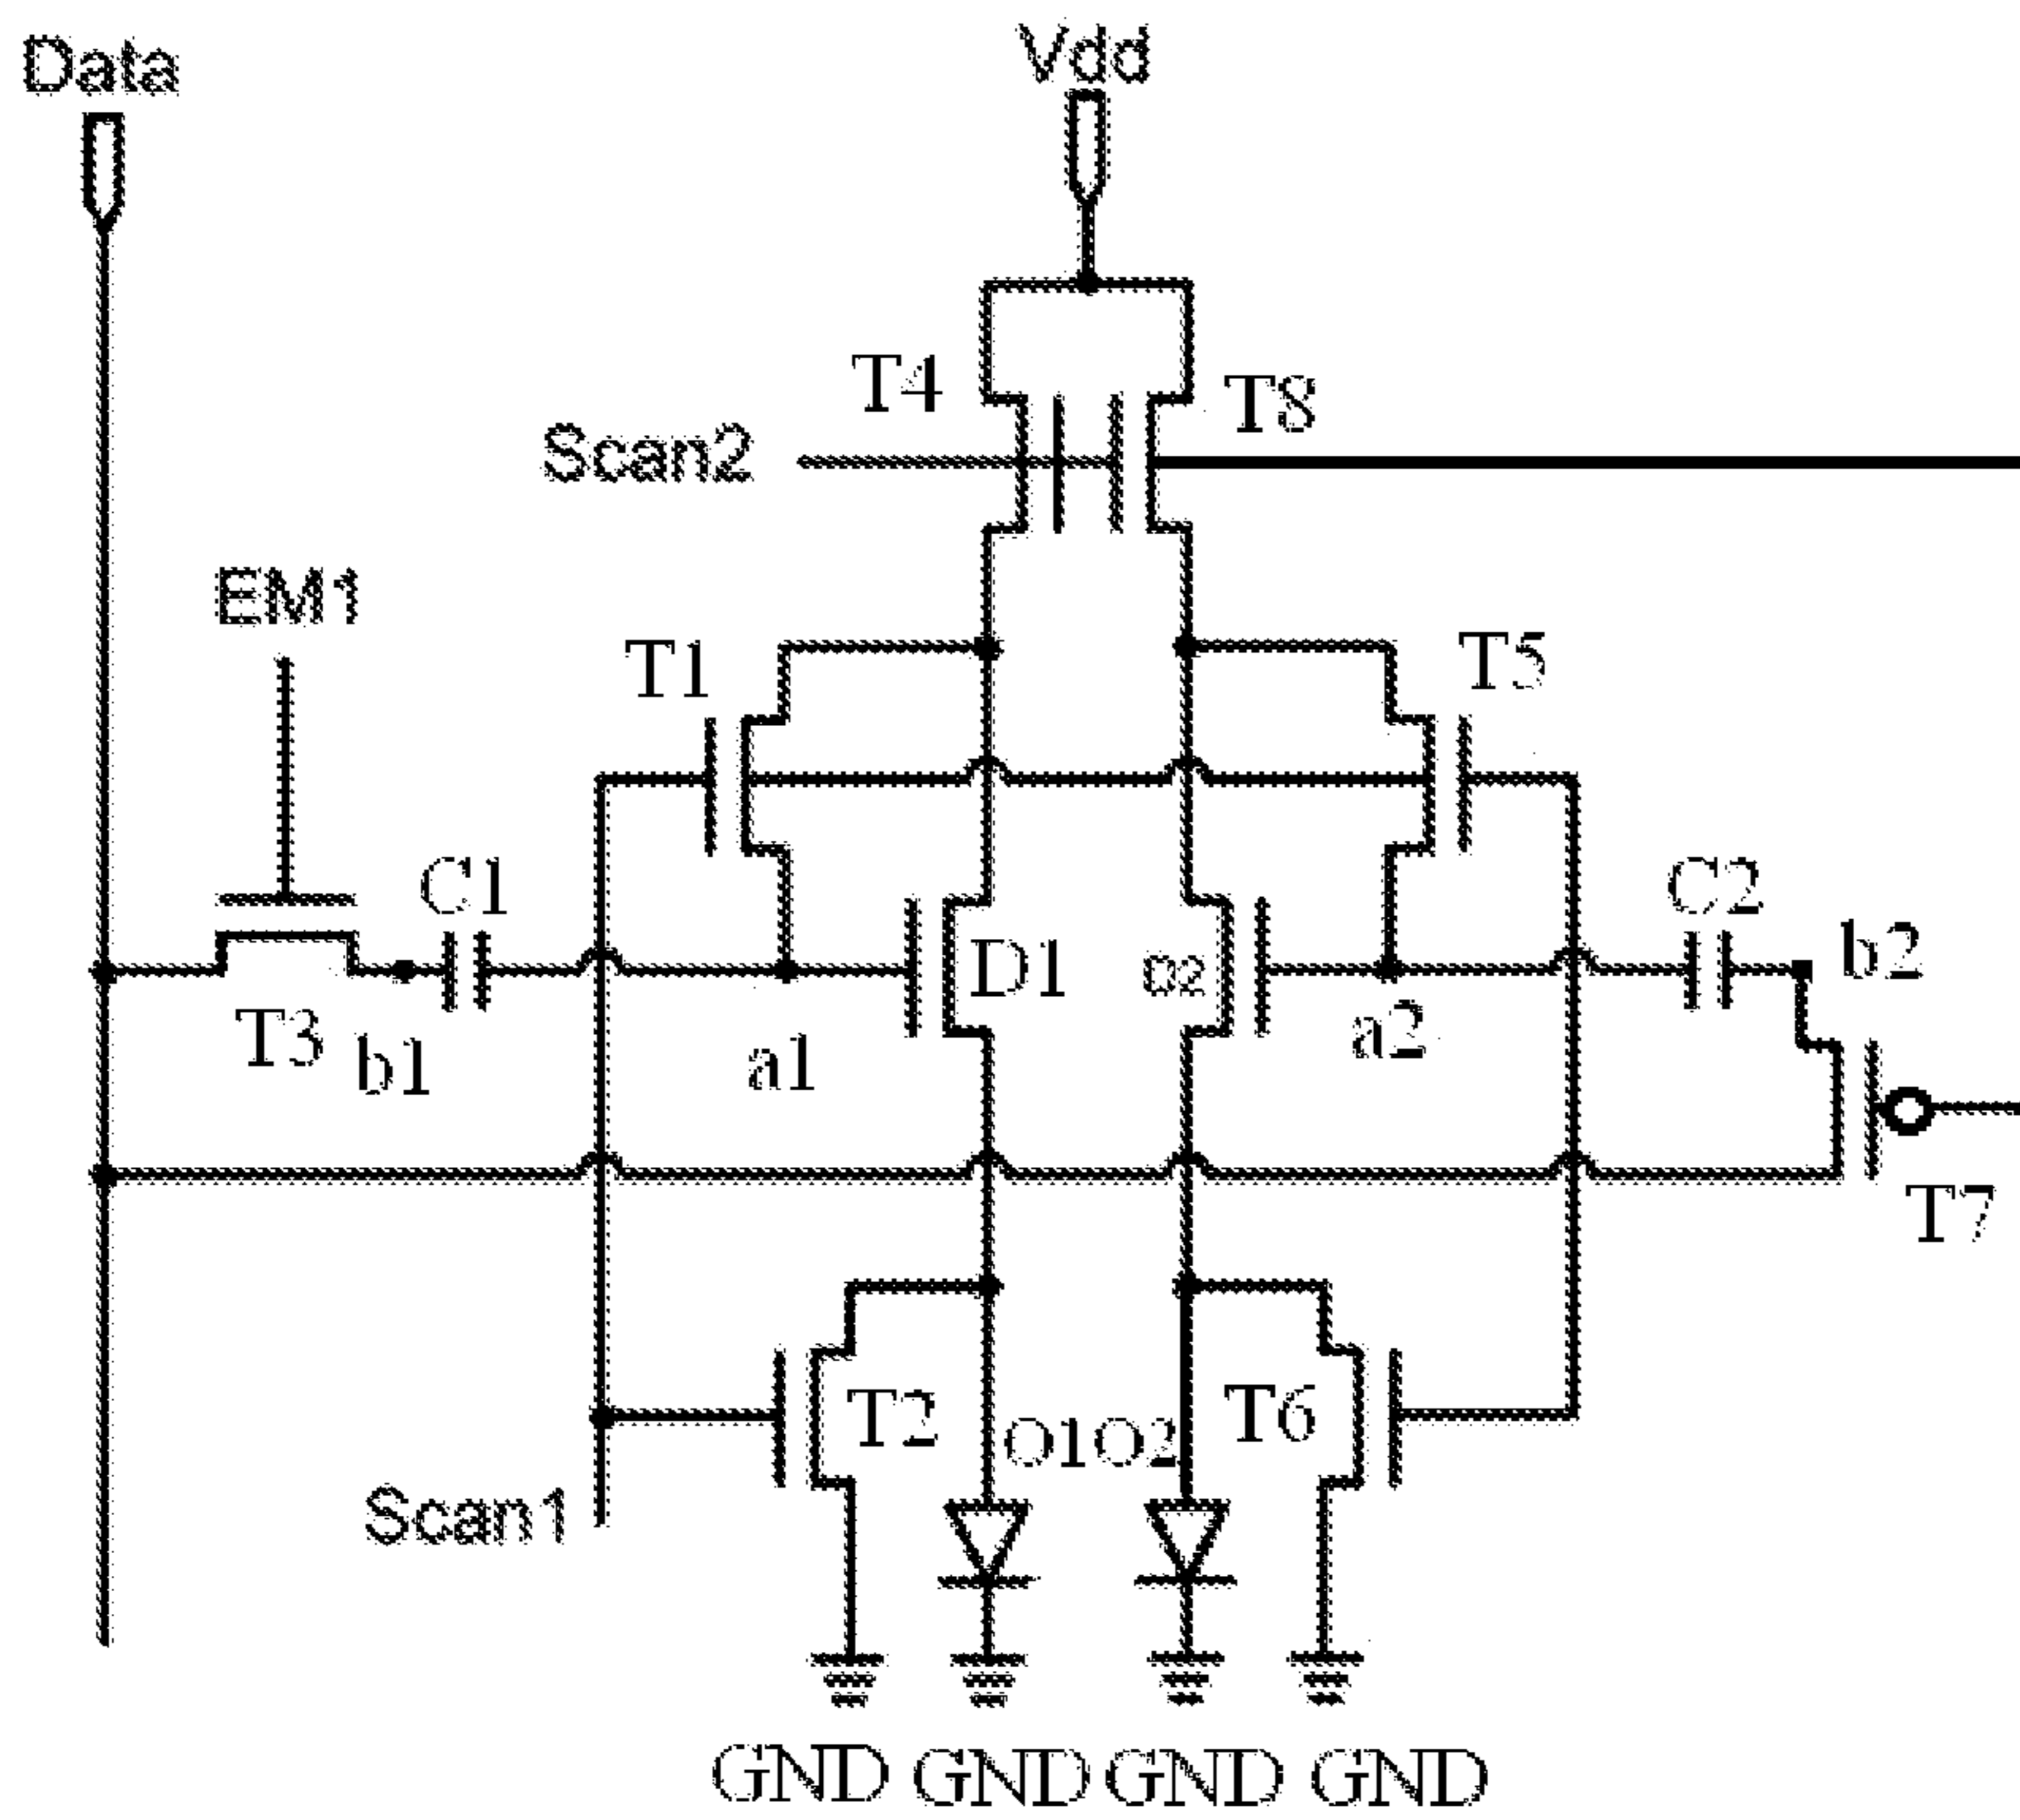 Data
Vdd
T4
T8
Scan2
EM1
T1
T5
C1
C2
D1
D2
b2
T3
b1
a1
a2
T7
T2
O1O2
T6
Scan1
GND GND GND GND